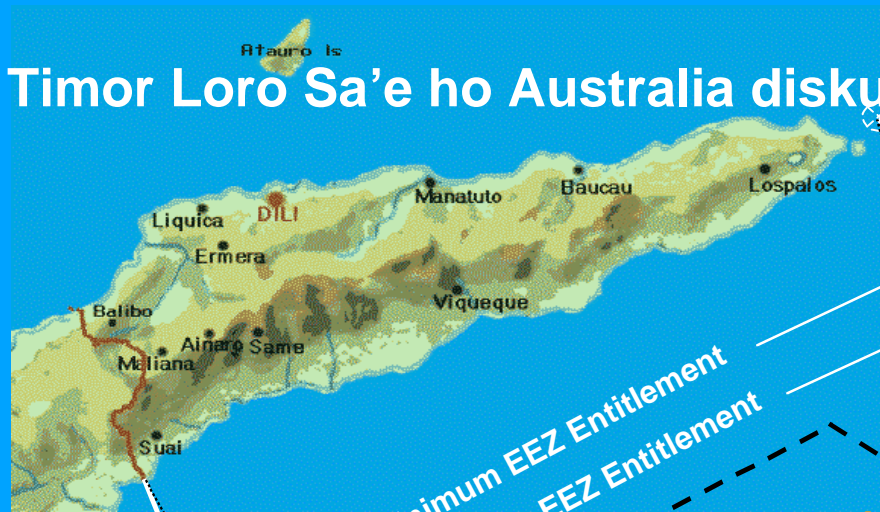 Atauro Is
Timor Loro Sa’e ho Australia disku
Manatuto
Baucau
Lospalos
Liquica
DILI
Ermera
Viqueque
Balibo
Ainaro
Same
Maliana
Suai
nimum EEZ Entitlement
EEZ Entitlement